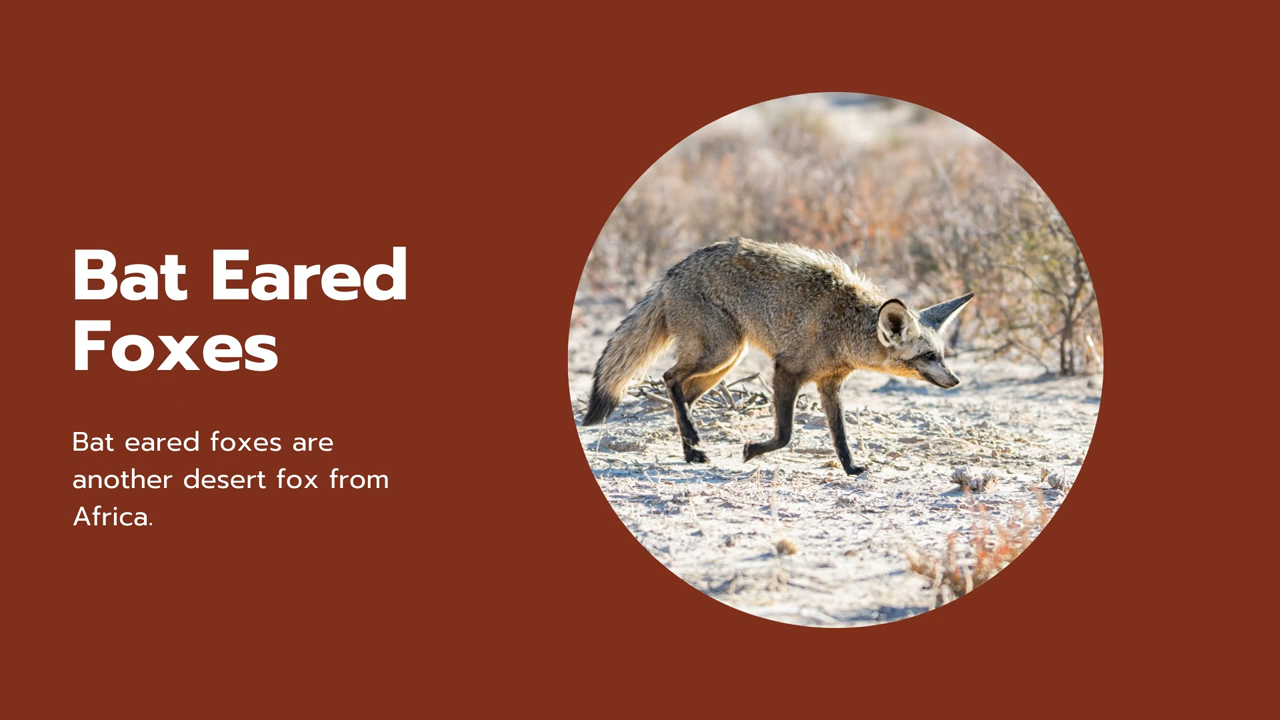 Bat Eared
Foxes
Bat eared foxes are
another desert fox from
Africa.